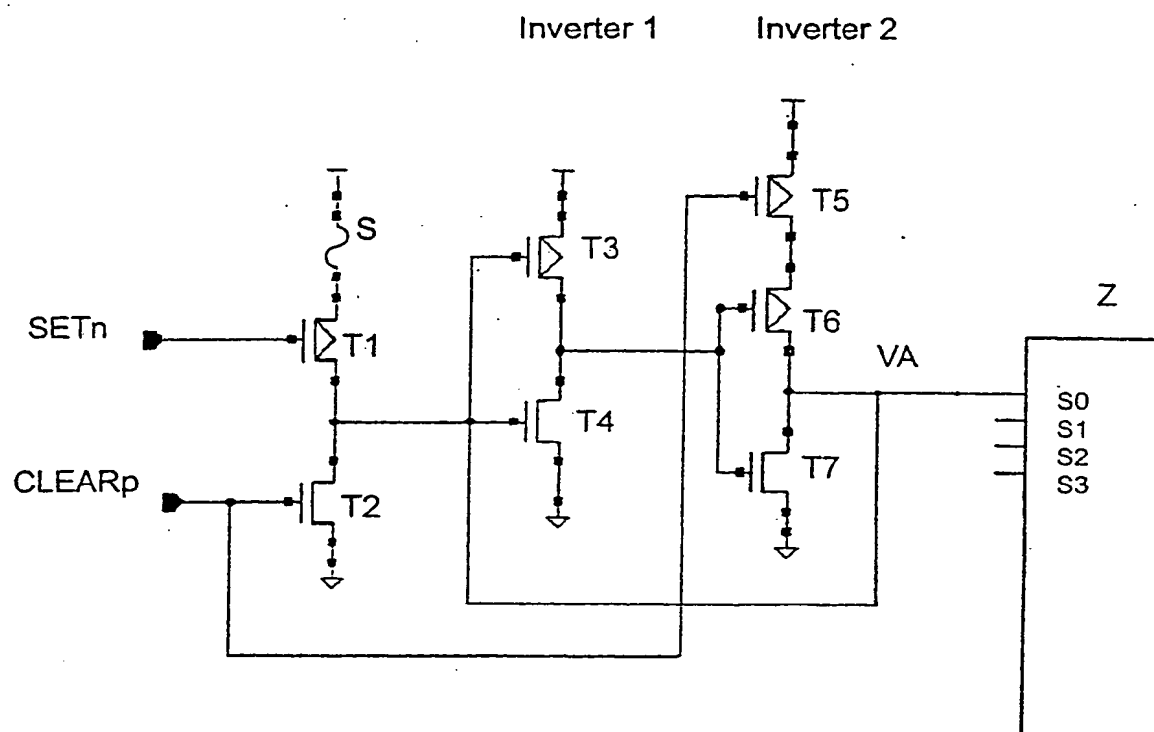 Inverter 1 Inverter 2
T5
S
T3
Z
SETn
T1
T6
VA
S0
T4
S1
S2
T7
CLEARp
S3
T2